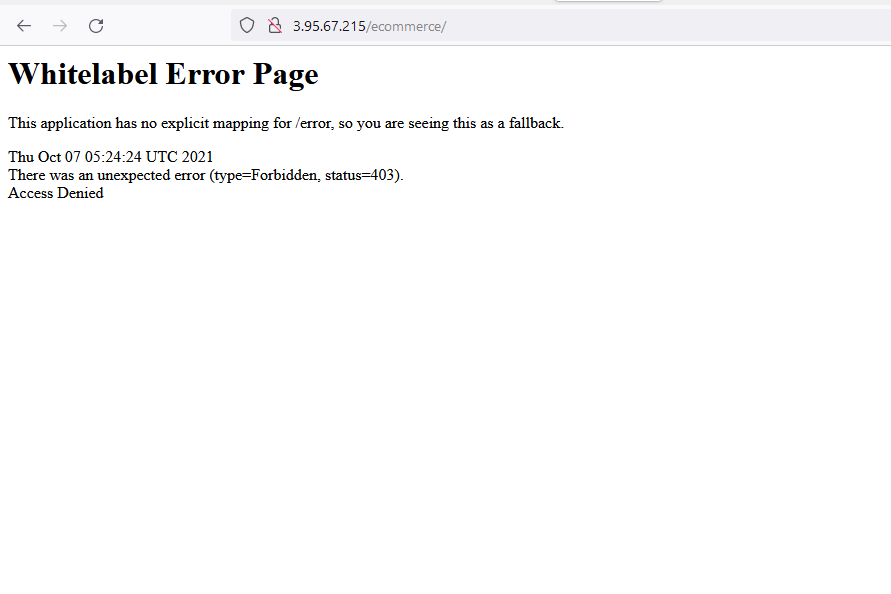 3.95.67.215/ecommerce/
Whitelabel Error Page
This application has no explicit mapping for /error, so you are seeing this as a fallback.
Thu Oct 07 05:24:24 UTC 2021
There was an unexpected error (type=Forbidden, status=403).
Access Denied